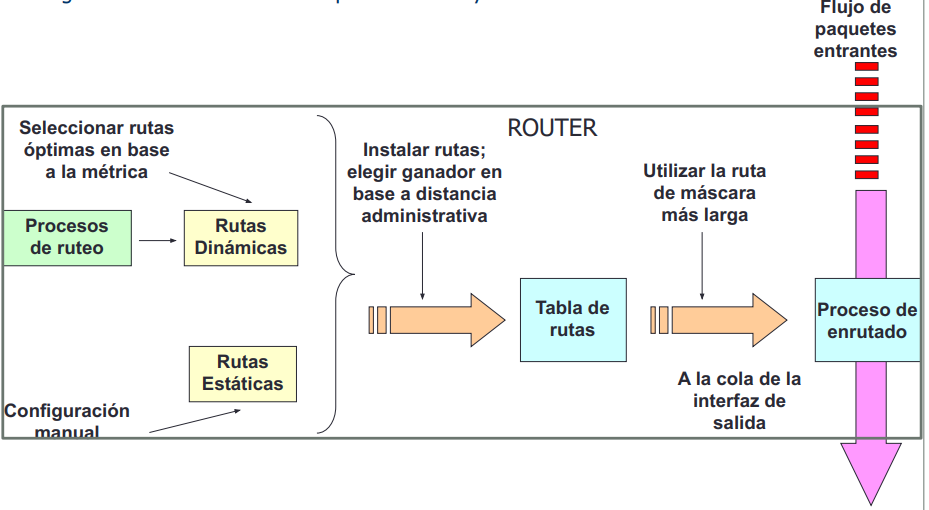 Flujo de
paquetes
entrantes
ROUTER
Seleccionar rutas
óptimas en base
a la métrica
Instalar rutas;
elegir ganador en
base a distancia
administrativa
Utilizar la ruta
de máscara
más larga
Procesos
de ruteo
Rutas
Dinámicas
Tabla de
rutas
Proceso de
enrutado
Rutas
Estáticas
A la cola de la
interfaz de
salida
Configuración
manual